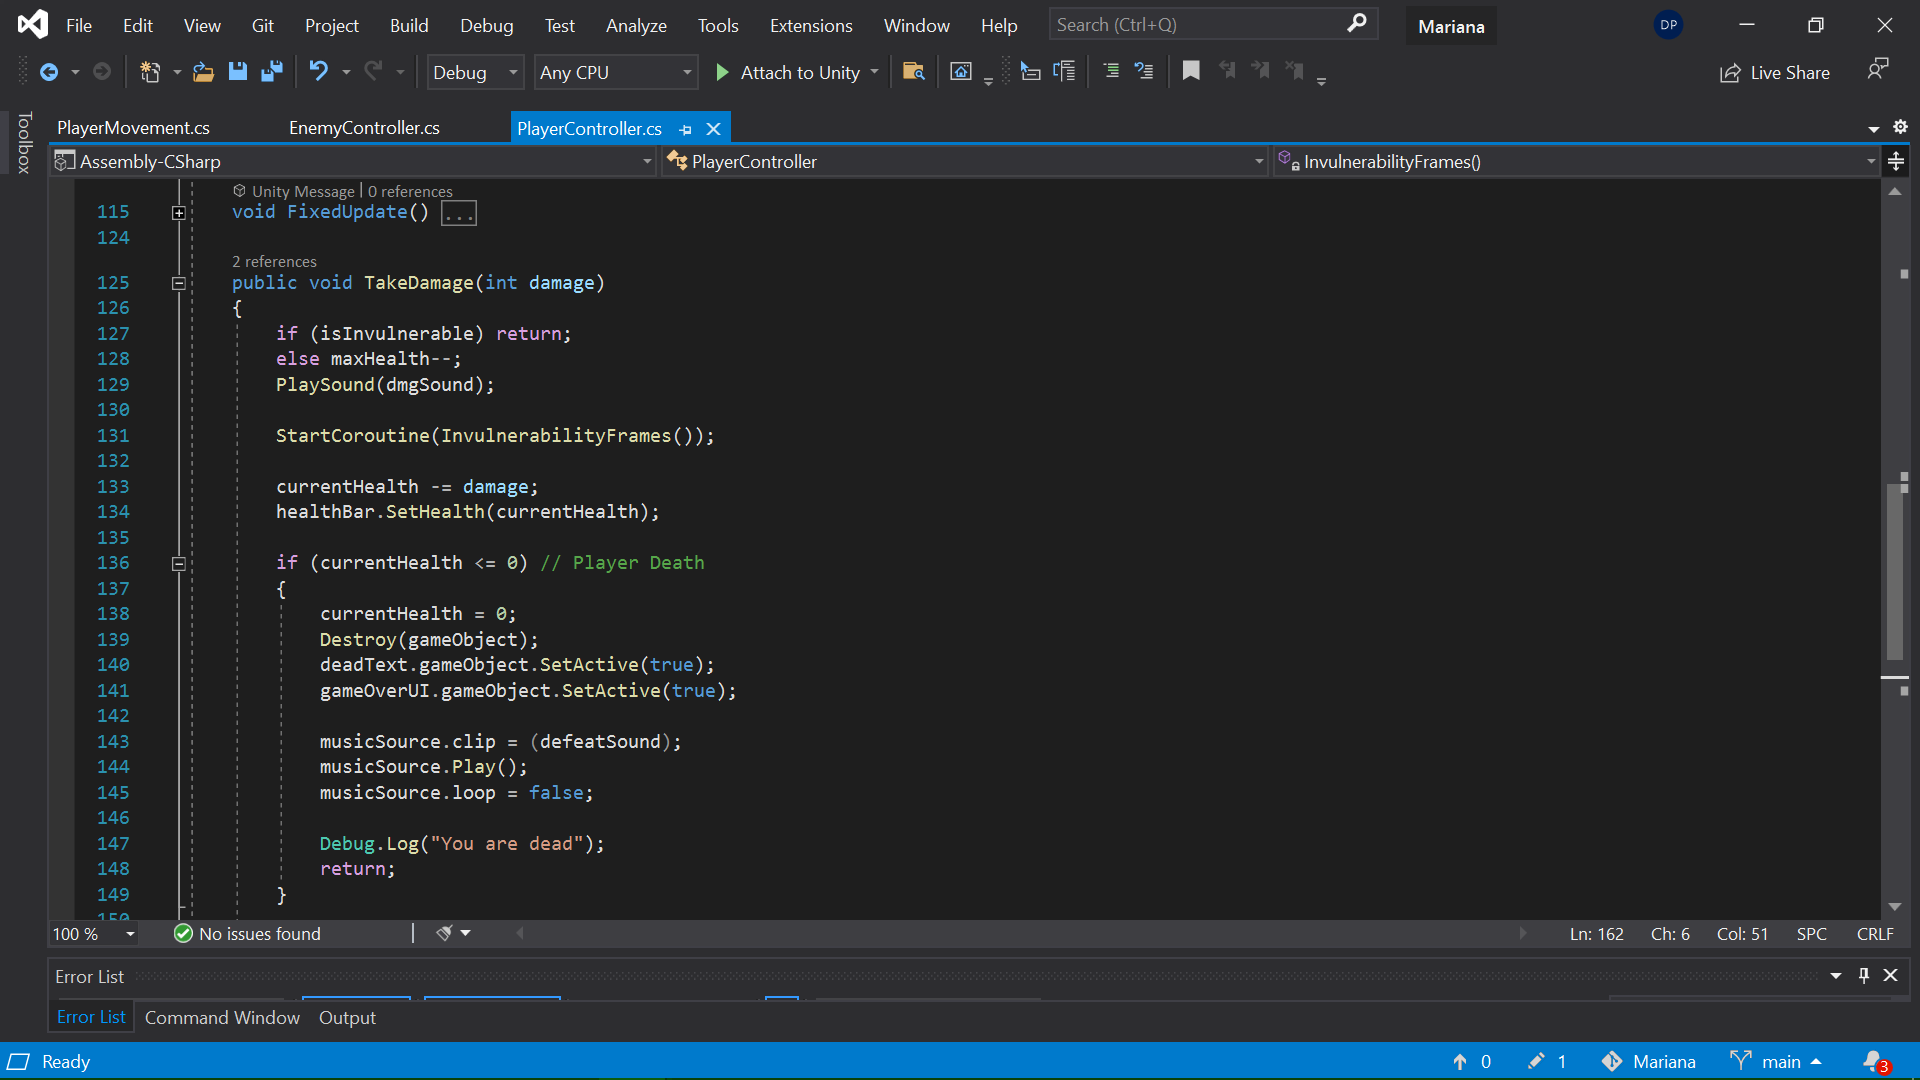 File Edit View Git Project Build Debug Test Analyze Tools Extensions Window Help Search (Ctrl+Q) Mariana DP
Debug Any CPU Attach to Unity Live Share
Toolbox
PlayerMovement.cs EnemyController.cs PlayerController.cs
Assembly-CSharp PlayerController InvulnerabilityFrames()
Unity Message | 0 references
115 void FixedUpdate() ...
124
2 references
125 public void TakeDamage(int damage)
126 {
127 if (isInvulnerable) return;
128 else maxHealth--;
129 PlaySound(dmgSound);
130
131 StartCoroutine(InvulnerabilityFrames());
132
133 currentHealth -= damage;
134 healthBar.SetHealth(currentHealth);
135
136 if (currentHealth <= 0) // Player Death
137 {
138 currentHealth = 0;
139 Destroy(gameObject);
140 deadText.gameObject.SetActive(true);
141 gameOverUI.gameObject.SetActive(true);
142
143 musicSource.clip = (defeatSound);
144 musicSource.Play();
145 musicSource.loop = false;
146
147 Debug.Log("You are dead");
148 return;
149 }
150
100 % No issues found Ln: 162 Ch: 6 Col: 51 SPC CRLF
Error List
Error List Command Window Output
Ready 0 1 Mariana main 3